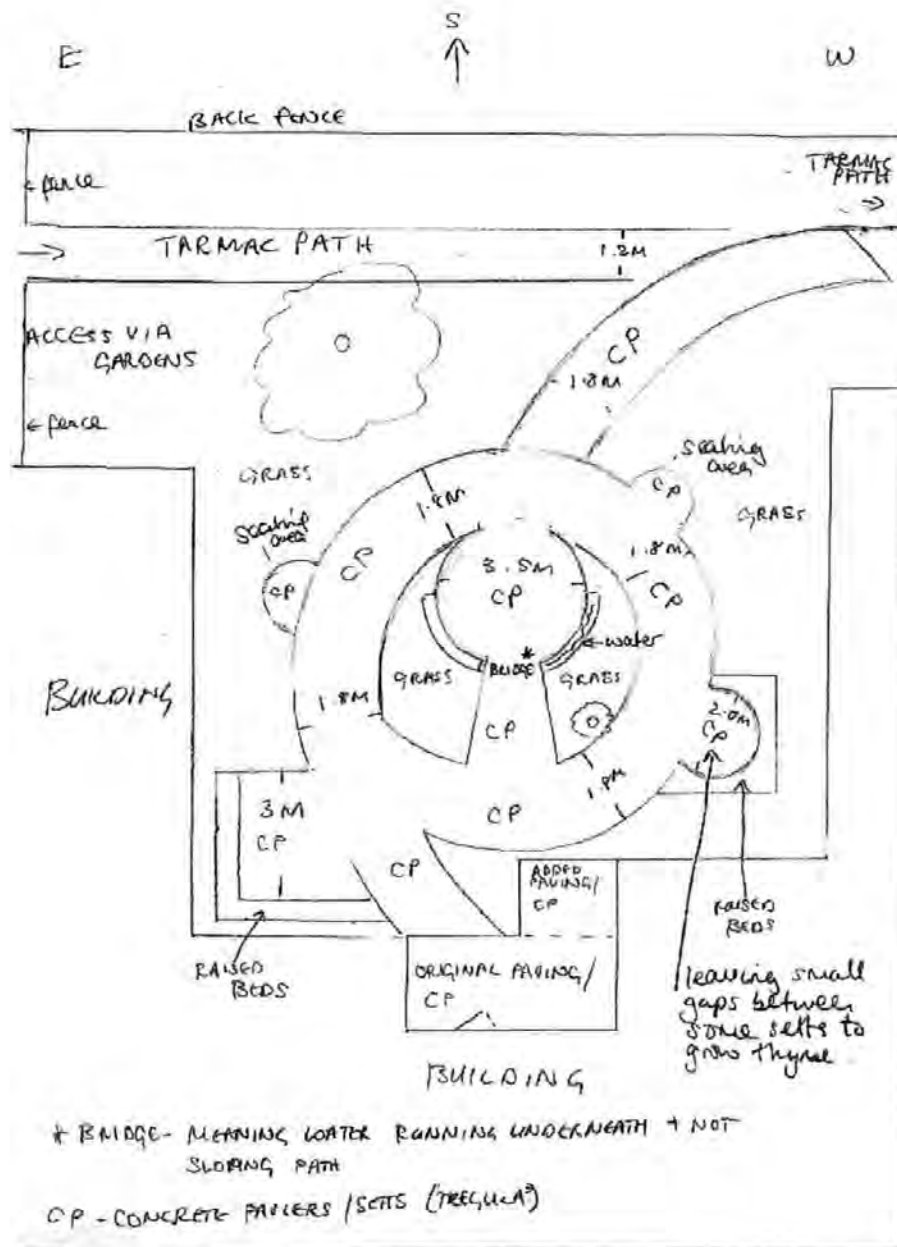 S
E
W
BACK FENCE
← fence
TARMAC
PATH
→
→
TARMAC PATH
1.2M
ACCESS VIA
GARDENS
← fence
CP
1.8M
GRASS
seating
area
CP
GRASS
1.8M
seating
area
CP
CP
3.5M
CP
1.8M
CP
← water
*
BRIDGE
GRASS
GRASS
BUILDING
1.8M
CP
2.0M
CP
1.8M
3M
CP
CP
CP
ADDED
PAVING/
CP
RAISED
BEDS
RAISED
BEDS
ORIGINAL PAVING/
CP
leaving small
gaps between
some setts to
grow thyme
BUILDING
* BRIDGE - MEANING WATER RUNNING UNDERNEATH + NOT
SLOPING PATH
CP - CONCRETE PAVIERS / SETTS